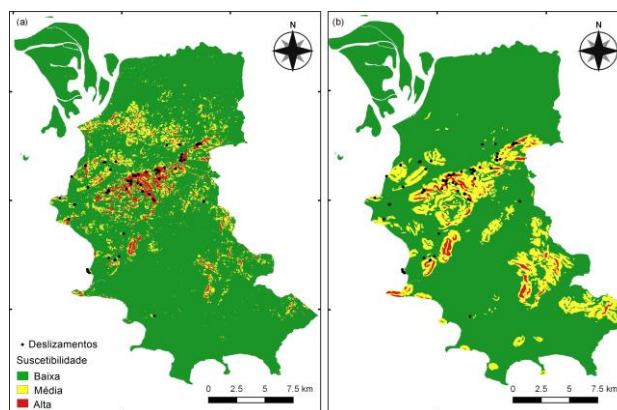 (a)
N
• Deslizamentos
Suscetibilidade
Baixa
Média
Alta
0 2.5 5 7.5 km
(b)
N
0 2.5 5 7.5 km